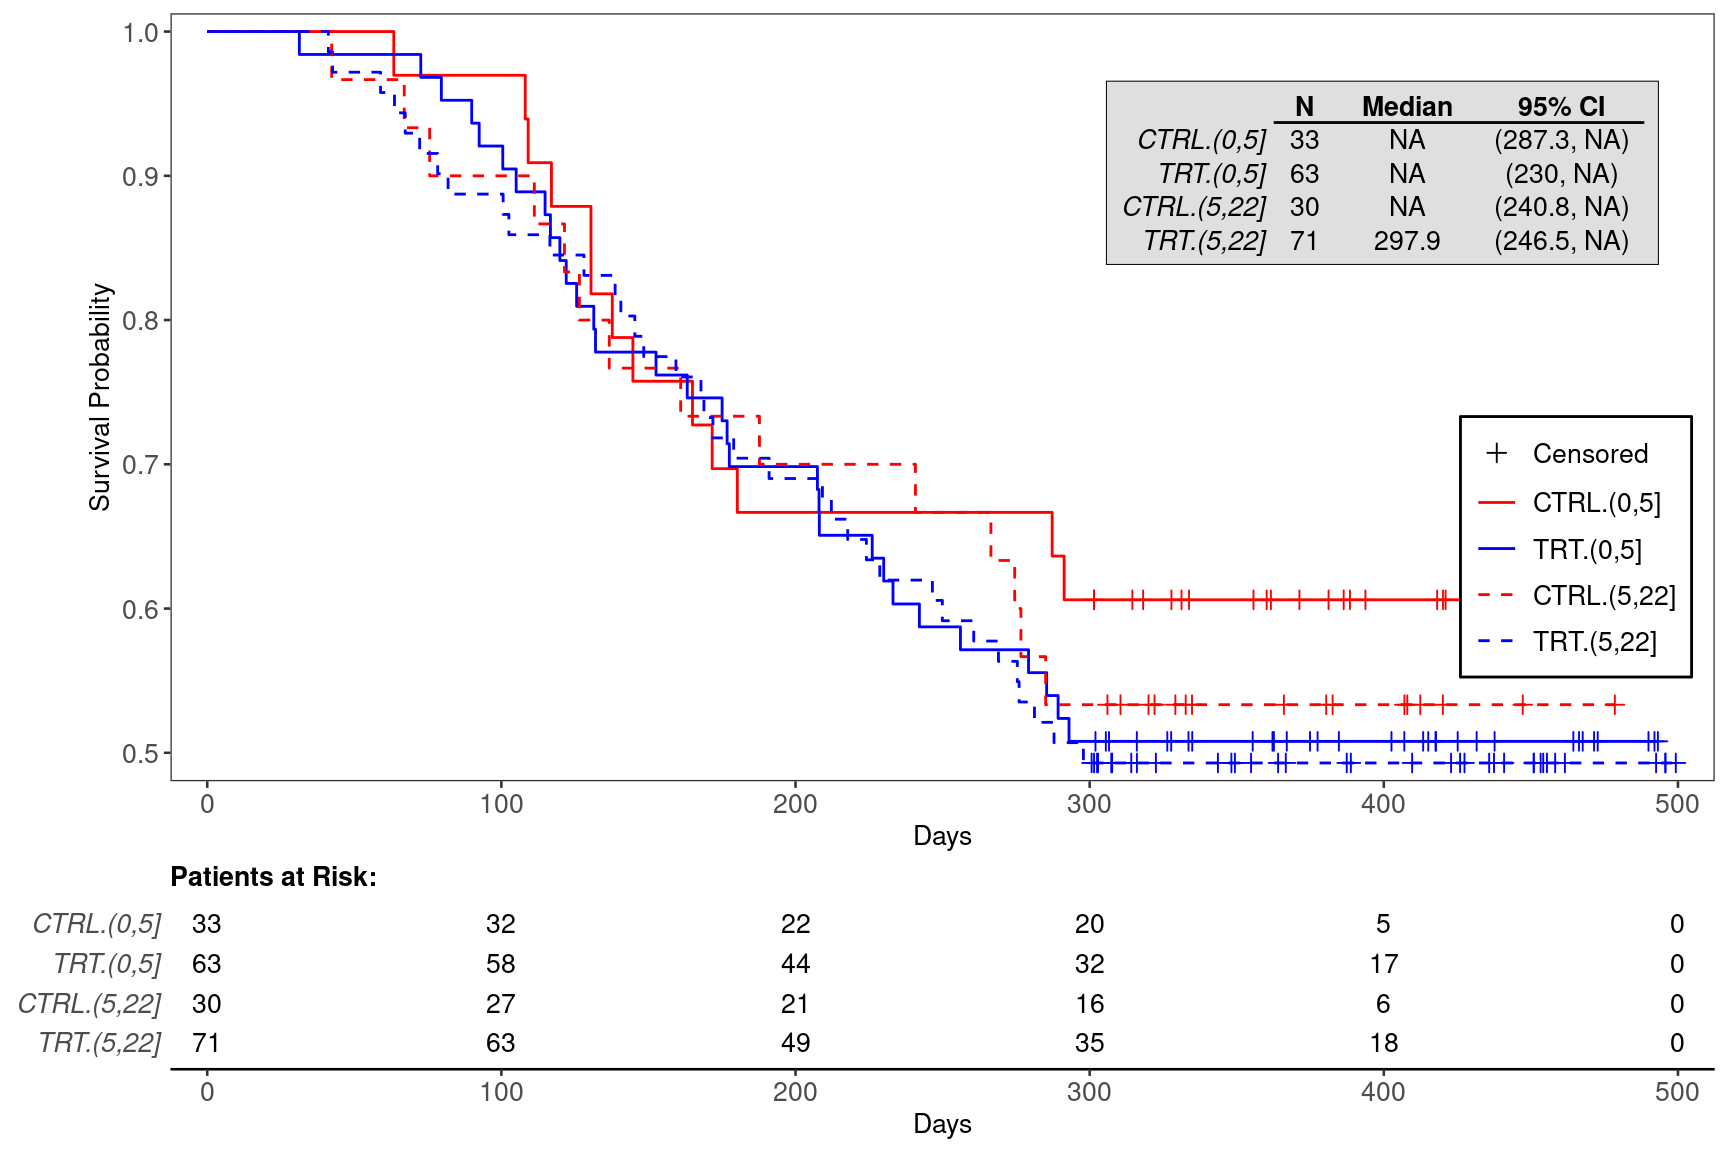 1.0
0.9
0.8
0.7
0.6
0.5
Survival Probability
N Median 95% CI
CTRL.(0,5] 33 NA (287.3, NA)
TRT.(0,5] 63 NA (230, NA)
CTRL.(5,22] 30 NA (240.8, NA)
TRT.(5,22] 71 297.9 (246.5, NA)
Censored
CTRL.(0,5]
TRT.(0,5]
CTRL.(5,22]
TRT.(5,22]
0 100 200 300 400 500
Days
Patients at Risk:
CTRL.(0,5] 33 32 22 20 5 0
TRT.(0,5] 63 58 44 32 17 0
CTRL.(5,22] 30 27 21 16 6 0
TRT.(5,22] 71 63 49 35 18 0
0 100 200 300 400 500
Days